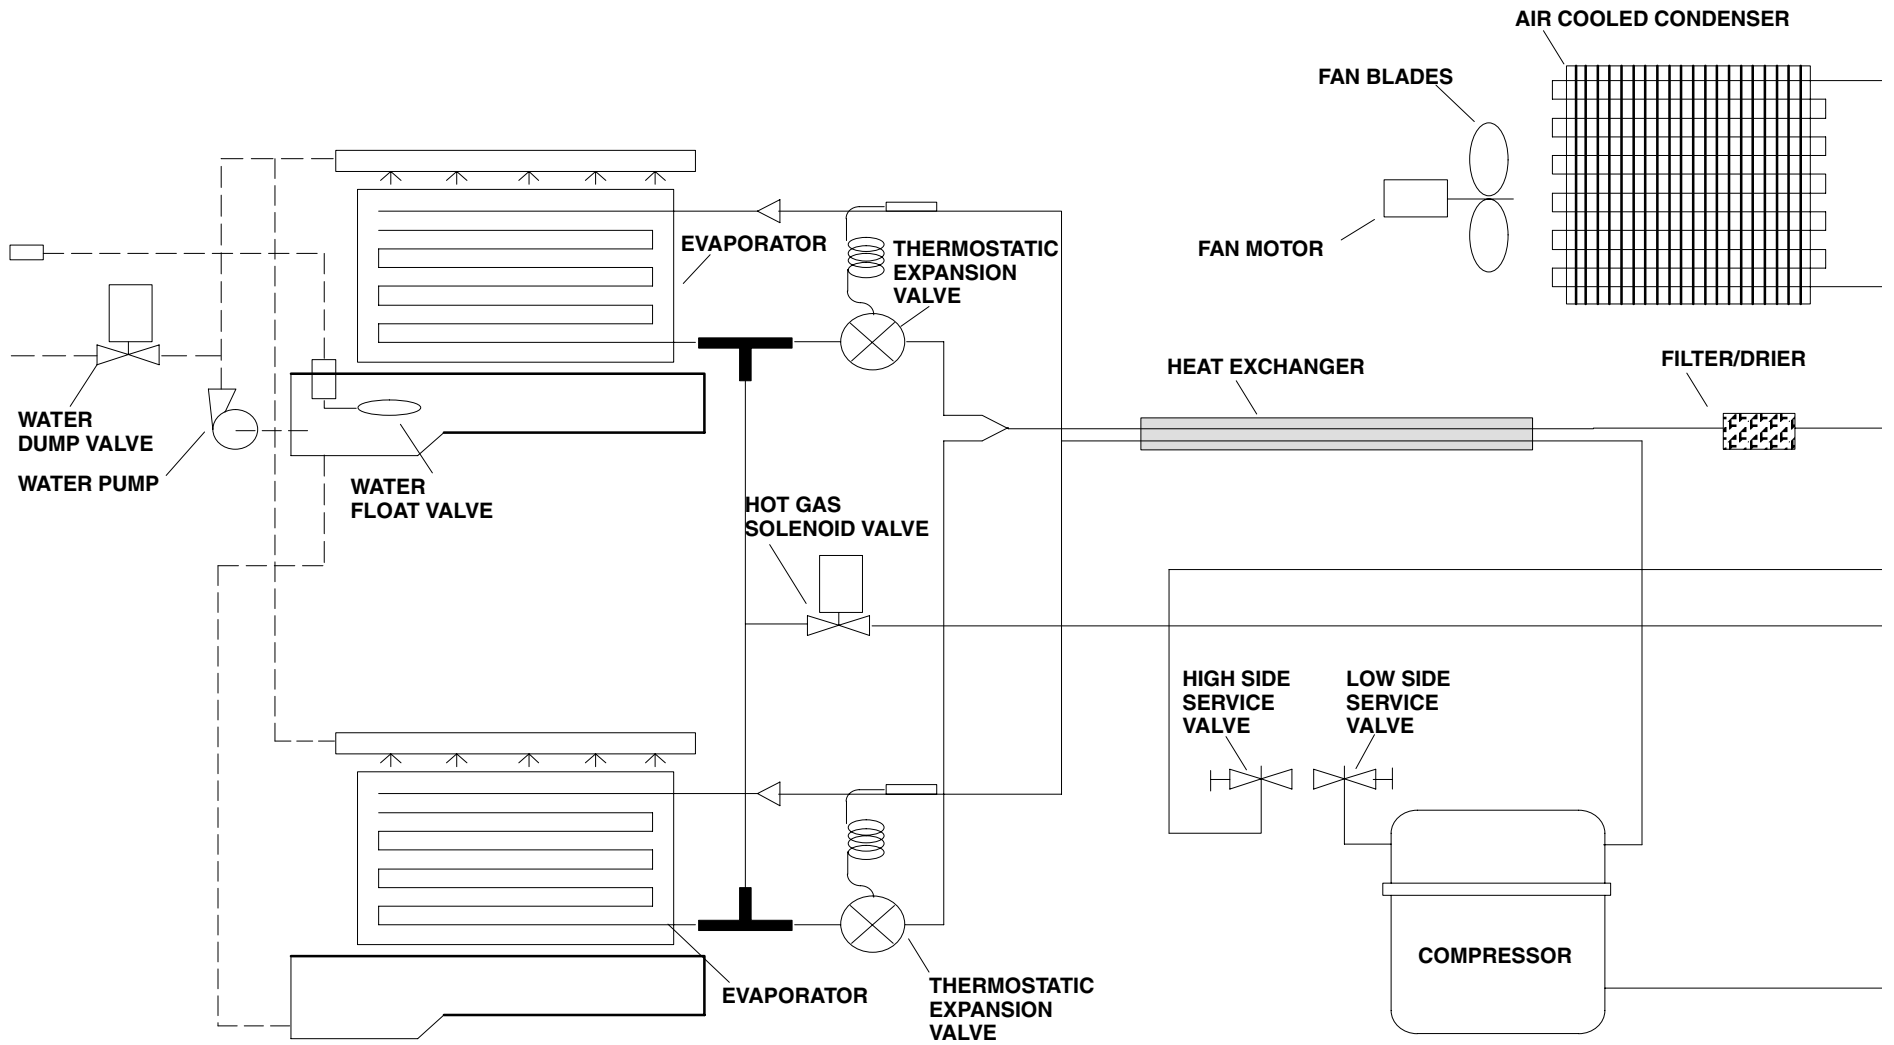 AIR COOLED CONDENSER
FAN BLADES
FAN MOTOR
EVAPORATOR
THERMOSTATIC
EXPANSION
VALVE
HEAT EXCHANGER
FILTER/DRIER
WATER
DUMP VALVE
WATER PUMP
WATER
FLOAT VALVE
HOT GAS
SOLENOID VALVE
HIGH SIDE
SERVICE
VALVE
LOW SIDE
SERVICE
VALVE
COMPRESSOR
EVAPORATOR
THERMOSTATIC
EXPANSION
VALVE